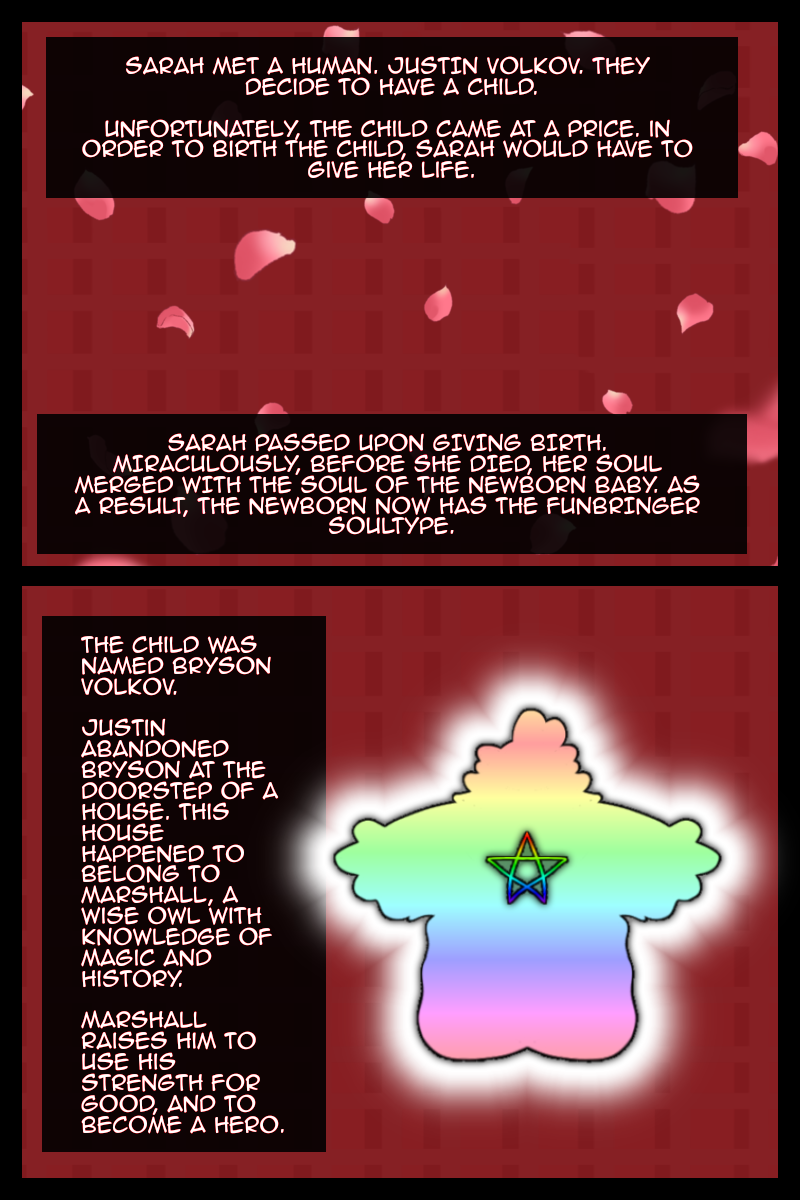 SARAH MET A HUMAN. JUSTIN VOLKOV. THEY
DECIDE TO HAVE A CHILD.
UNFORTUNATELY, THE CHILD CAME AT A PRICE. IN
ORDER TO BIRTH THE CHILD, SARAH WOULD HAVE TO
GIVE HER LIFE.
SARAH PASSED UPON GIVING BIRTH.
MIRACULOUSLY, BEFORE SHE DIED, HER SOUL
MERGED WITH THE SOUL OF THE NEWBORN BABY. AS
A RESULT, THE NEWBORN NOW HAS THE FUNBRINGER
SOULTYPE.
THE CHILD WAS
NAMED BRYSON
VOLKOV.
JUSTIN
ABANDONED
BRYSON AT THE
DOORSTEP OF A
HOUSE. THIS
HOUSE
HAPPENED TO
BELONG TO
MARSHALL, A
WISE OWL WITH
KNOWLEDGE OF
MAGIC AND
HISTORY.
MARSHALL
RAISES HIM TO
USE HIS
STRENGTH FOR
GOOD, AND TO
BECOME A HERO.